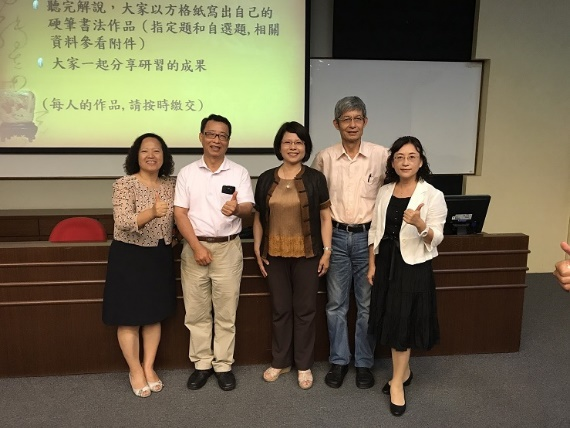 聽完解說，大家以方格紙寫出自己的
硬筆書法作品（指定題和自選題,相關
資料參看附件）
大家一起分享研習的成果
(每人的作品,請按時繳交)